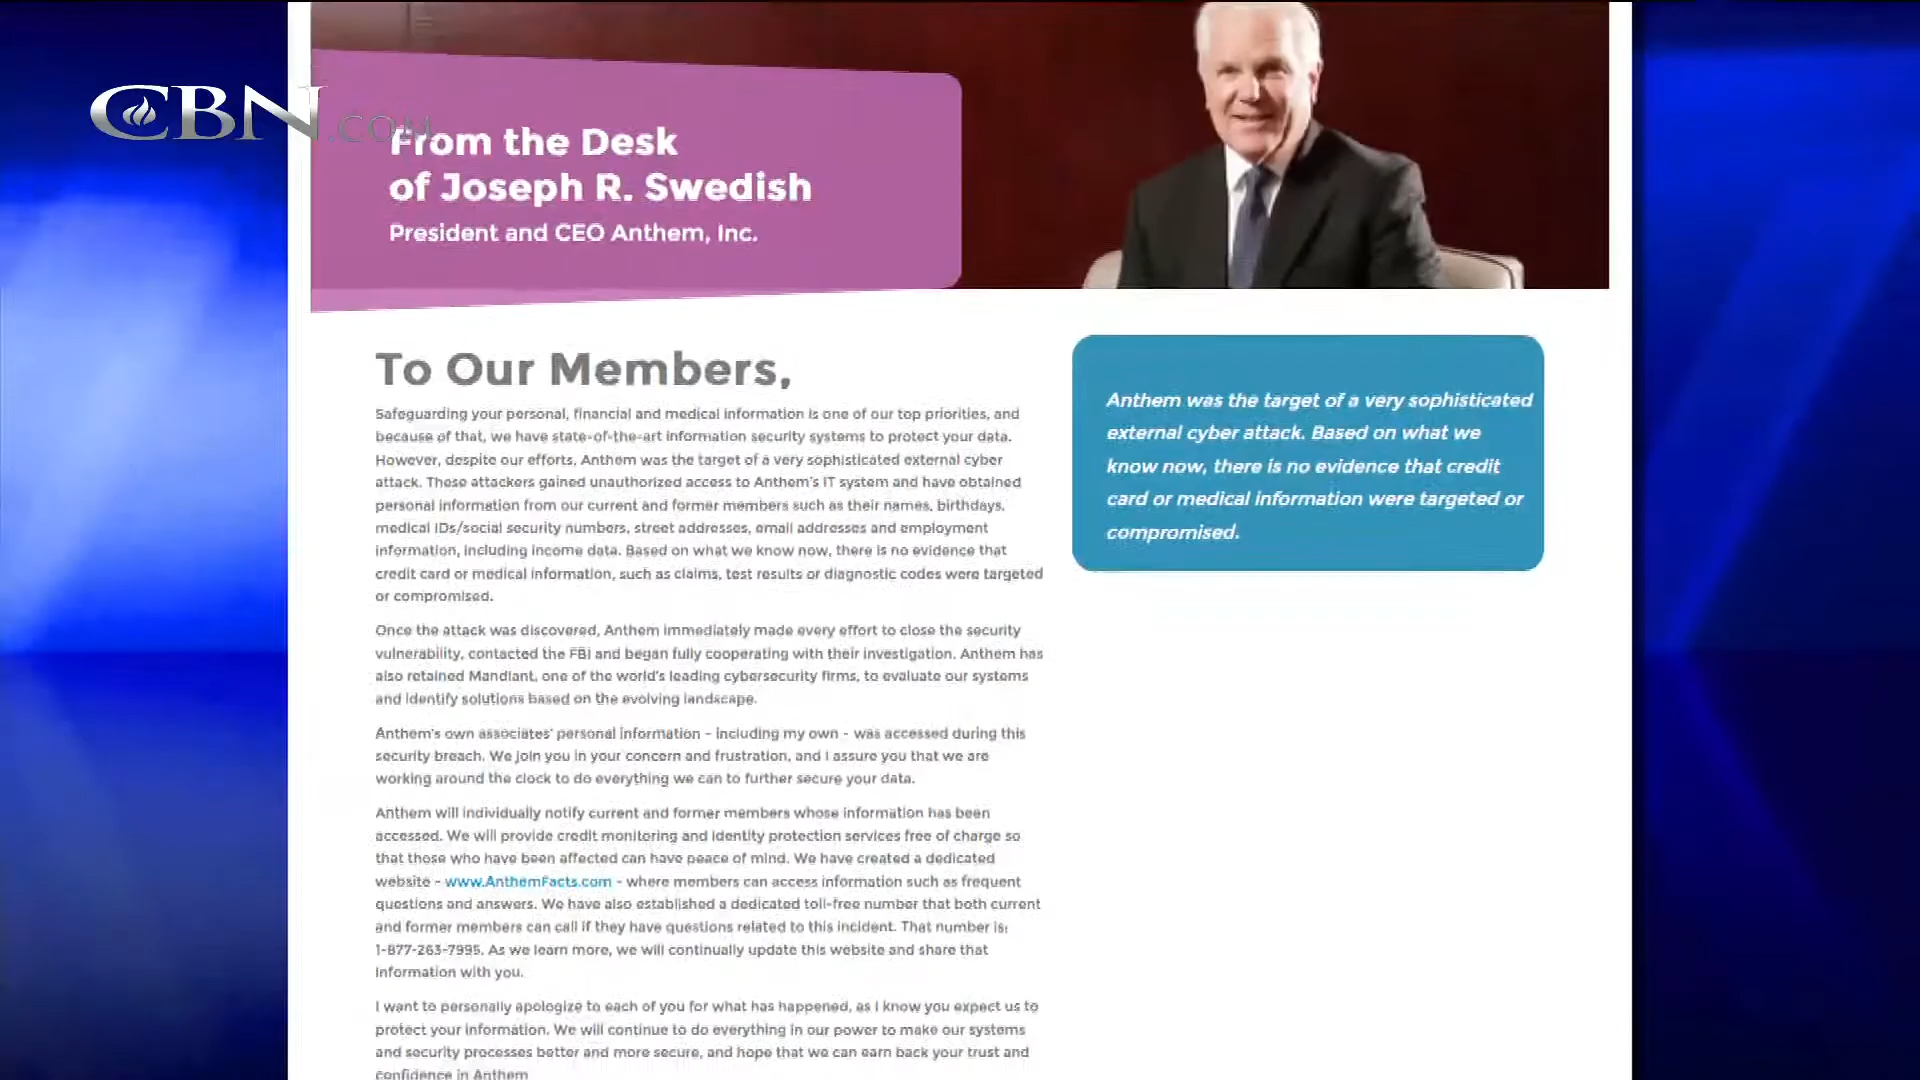 CBN.COM
From the Desk
of Joseph R. Swedish
President and CEO Anthem, Inc.
To Our Members,
Safeguarding your personal, financial and medical information is one of our top priorities, and
because of that, we have state-of-the-art information security systems to protect your data.
However, despite our efforts, Anthem was the target of a very sophisticated external cyber
attack. These attackers gained unauthorized access to Anthem's IT system and have obtained
personal information from our current and former members such as their names, birthdays,
medical IDs/social security numbers, street addresses, email addresses and employment
information, including income data. Based on what we know now, there is no evidence that
credit card or medical information, such as claims, test results or diagnostic codes were targeted
or compromised.
Once the attack was discovered, Anthem immediately made every effort to close the security
vulnerability, contacted the FBI and began fully cooperating with their investigation. Anthem has
also retained Mandiant, one of the world's leading cybersecurity firms, to evaluate our systems
and identify solutions based on the evolving landscape.
Anthem's own associates' personal information - including my own - was accessed during this
security breach. We join you in your concern and frustration, and I assure you that we are
working around the clock to do everything we can to further secure your data.
Anthem will individually notify current and former members whose information has been
accessed. We will provide credit monitoring and identity protection services free of charge so
that those who have been affected can have peace of mind. We have created a dedicated
website - www.AnthemFacts.com - where members can access information such as frequent
questions and answers. We have also established a dedicated toll-free number that both current
and former members can call if they have questions related to this incident. That number is:
1-877-263-7995. As we learn more, we will continually update this website and share that
information with you.
I want to personally apologize to each of you for what has happened, as I know you expect us to
protect your information. We will continue to do everything in our power to make our systems
and security processes better and more secure, and hope that we can earn back your trust and
confidence in Anthem
Anthem was the target of a very sophisticated
external cyber attack. Based on what we
know now, there is no evidence that credit
card or medical information were targeted or
compromised.